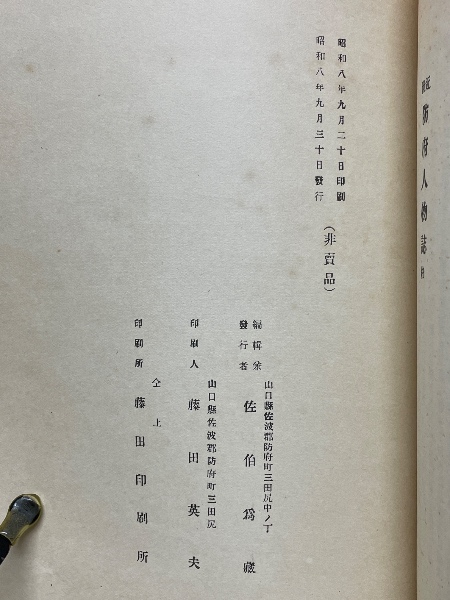 防府人物誌
昭和八年九月二十日印刷
昭和八年九月三十日發行
（非賣品）
山口縣佐波郡防府町三田尻中ノ丁
編輯兼
發行者
佐伯爲藏
山口縣佐波郡防府町三田尻
印刷人 藤田英夫
仝上
印刷所 藤田印刷所